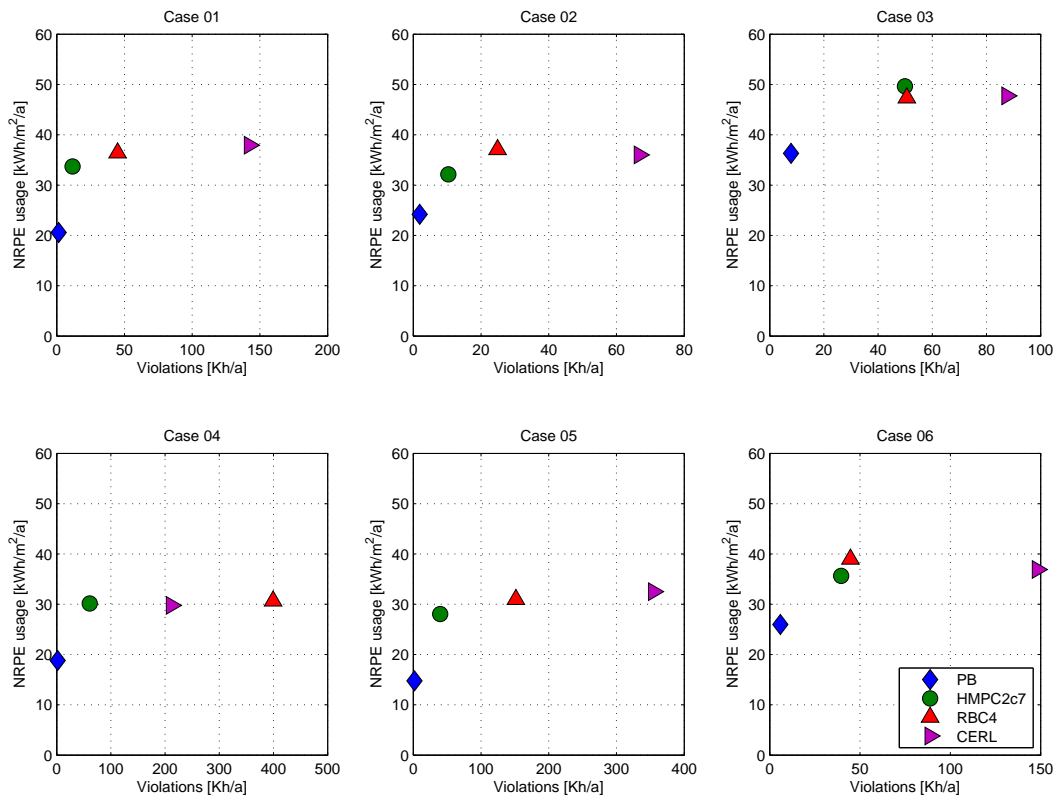 Case 01
60
50
40
30
20
10
0
NRPE usage [kWh/m²/a]
0 50 100 150 200
Violations [Kh/a]
Case 02
60
50
40
30
20
10
0
NRPE usage [kWh/m²/a]
0 20 40 60 80
Violations [Kh/a]
Case 03
60
50
40
30
20
10
0
NRPE usage [kWh/m²/a]
0 20 40 60 80 100
Violations [Kh/a]
Case 04
60
50
40
30
20
10
0
NRPE usage [kWh/m²/a]
0 100 200 300 400 500
Violations [Kh/a]
Case 05
60
50
40
30
20
10
0
NRPE usage [kWh/m²/a]
0 100 200 300 400
Violations [Kh/a]
Case 06
60
50
40
30
20
10
0
NRPE usage [kWh/m²/a]
0 50 100 150
Violations [Kh/a]
PB
HMPC2c7
RBC4
CERL